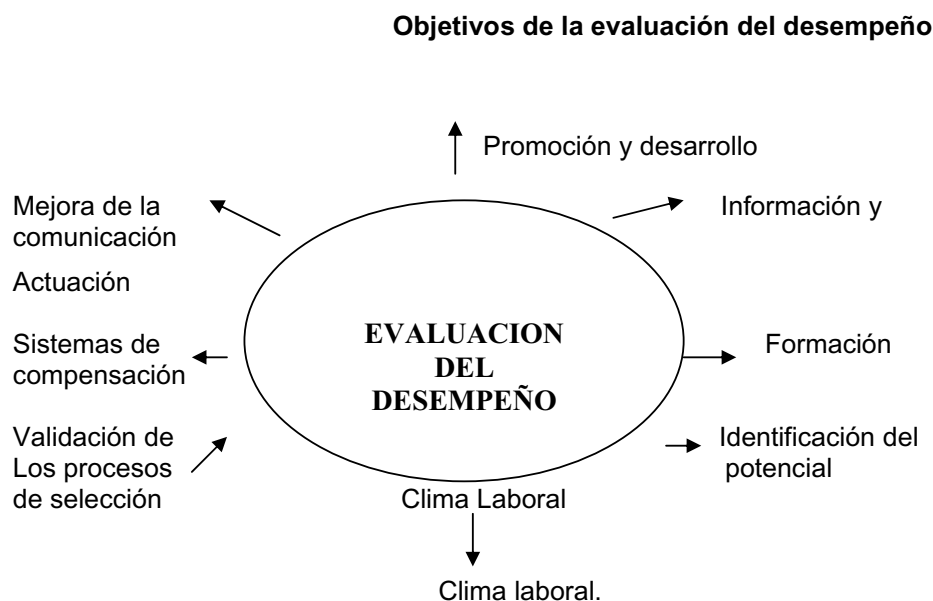 Objetivos de la evaluación del desempeño
Promoción y desarrollo
Mejora de la
comunicación
Información y
Actuación
EVALUACION
DEL
DESEMPEÑO
Sistemas de
compensación
Formación
Validación de
Los procesos
de selección
Identificación del
potencial
Clima Laboral
Clima laboral.